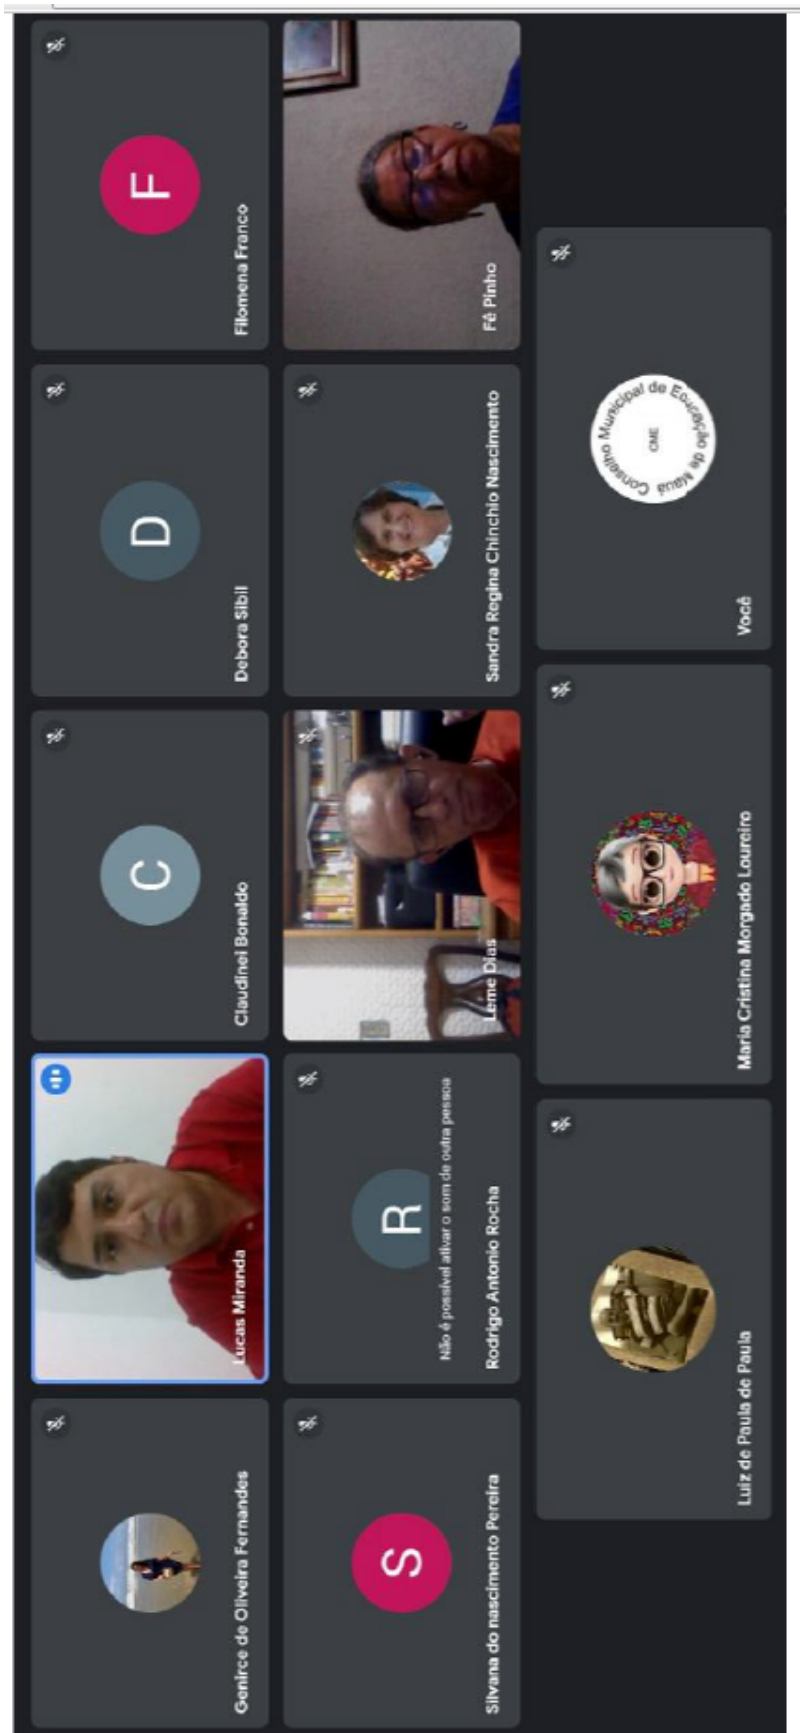 Genirce de Oliveira Fernandes
Lucas Miranda
C
Claudinei Bonaldo
D
Debora Sibil
F
Filomena Franco
S
Silvana do nascimento Pereira
R
Não é possível ativar o som de outra pessoa
Rodrigo Antonio Rocha
Leme Dias
Sandra Regina Chinchio Nascimento
Fê Pinho
Luiz de Paula de Paula
Maria Cristina Morgado Loureiro
Conselho Municipal de Educação de Mauá
CME
Você